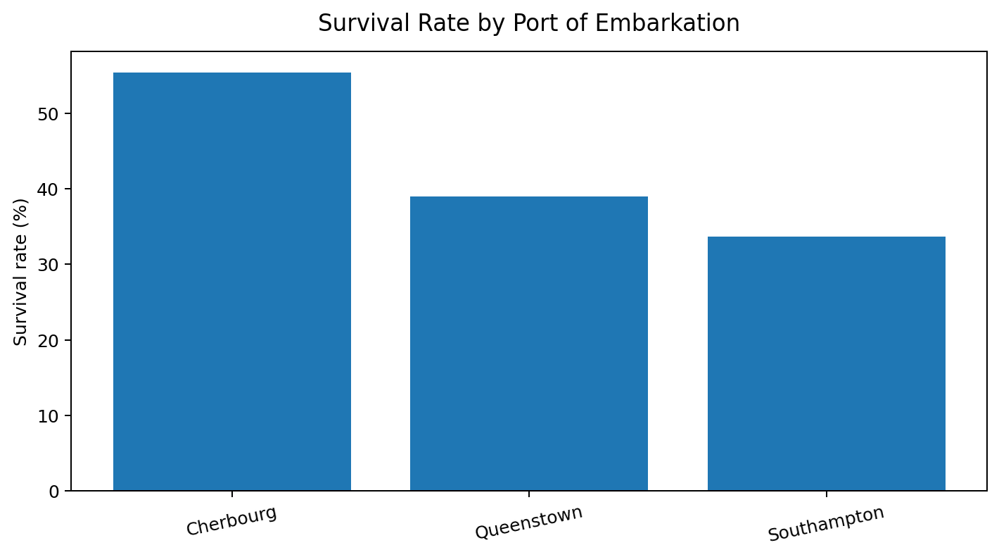 Survival Rate by Port of Embarkation
Survival rate (%)
50
40
30
20
10
0
Cherbourg
Queenstown
Southampton